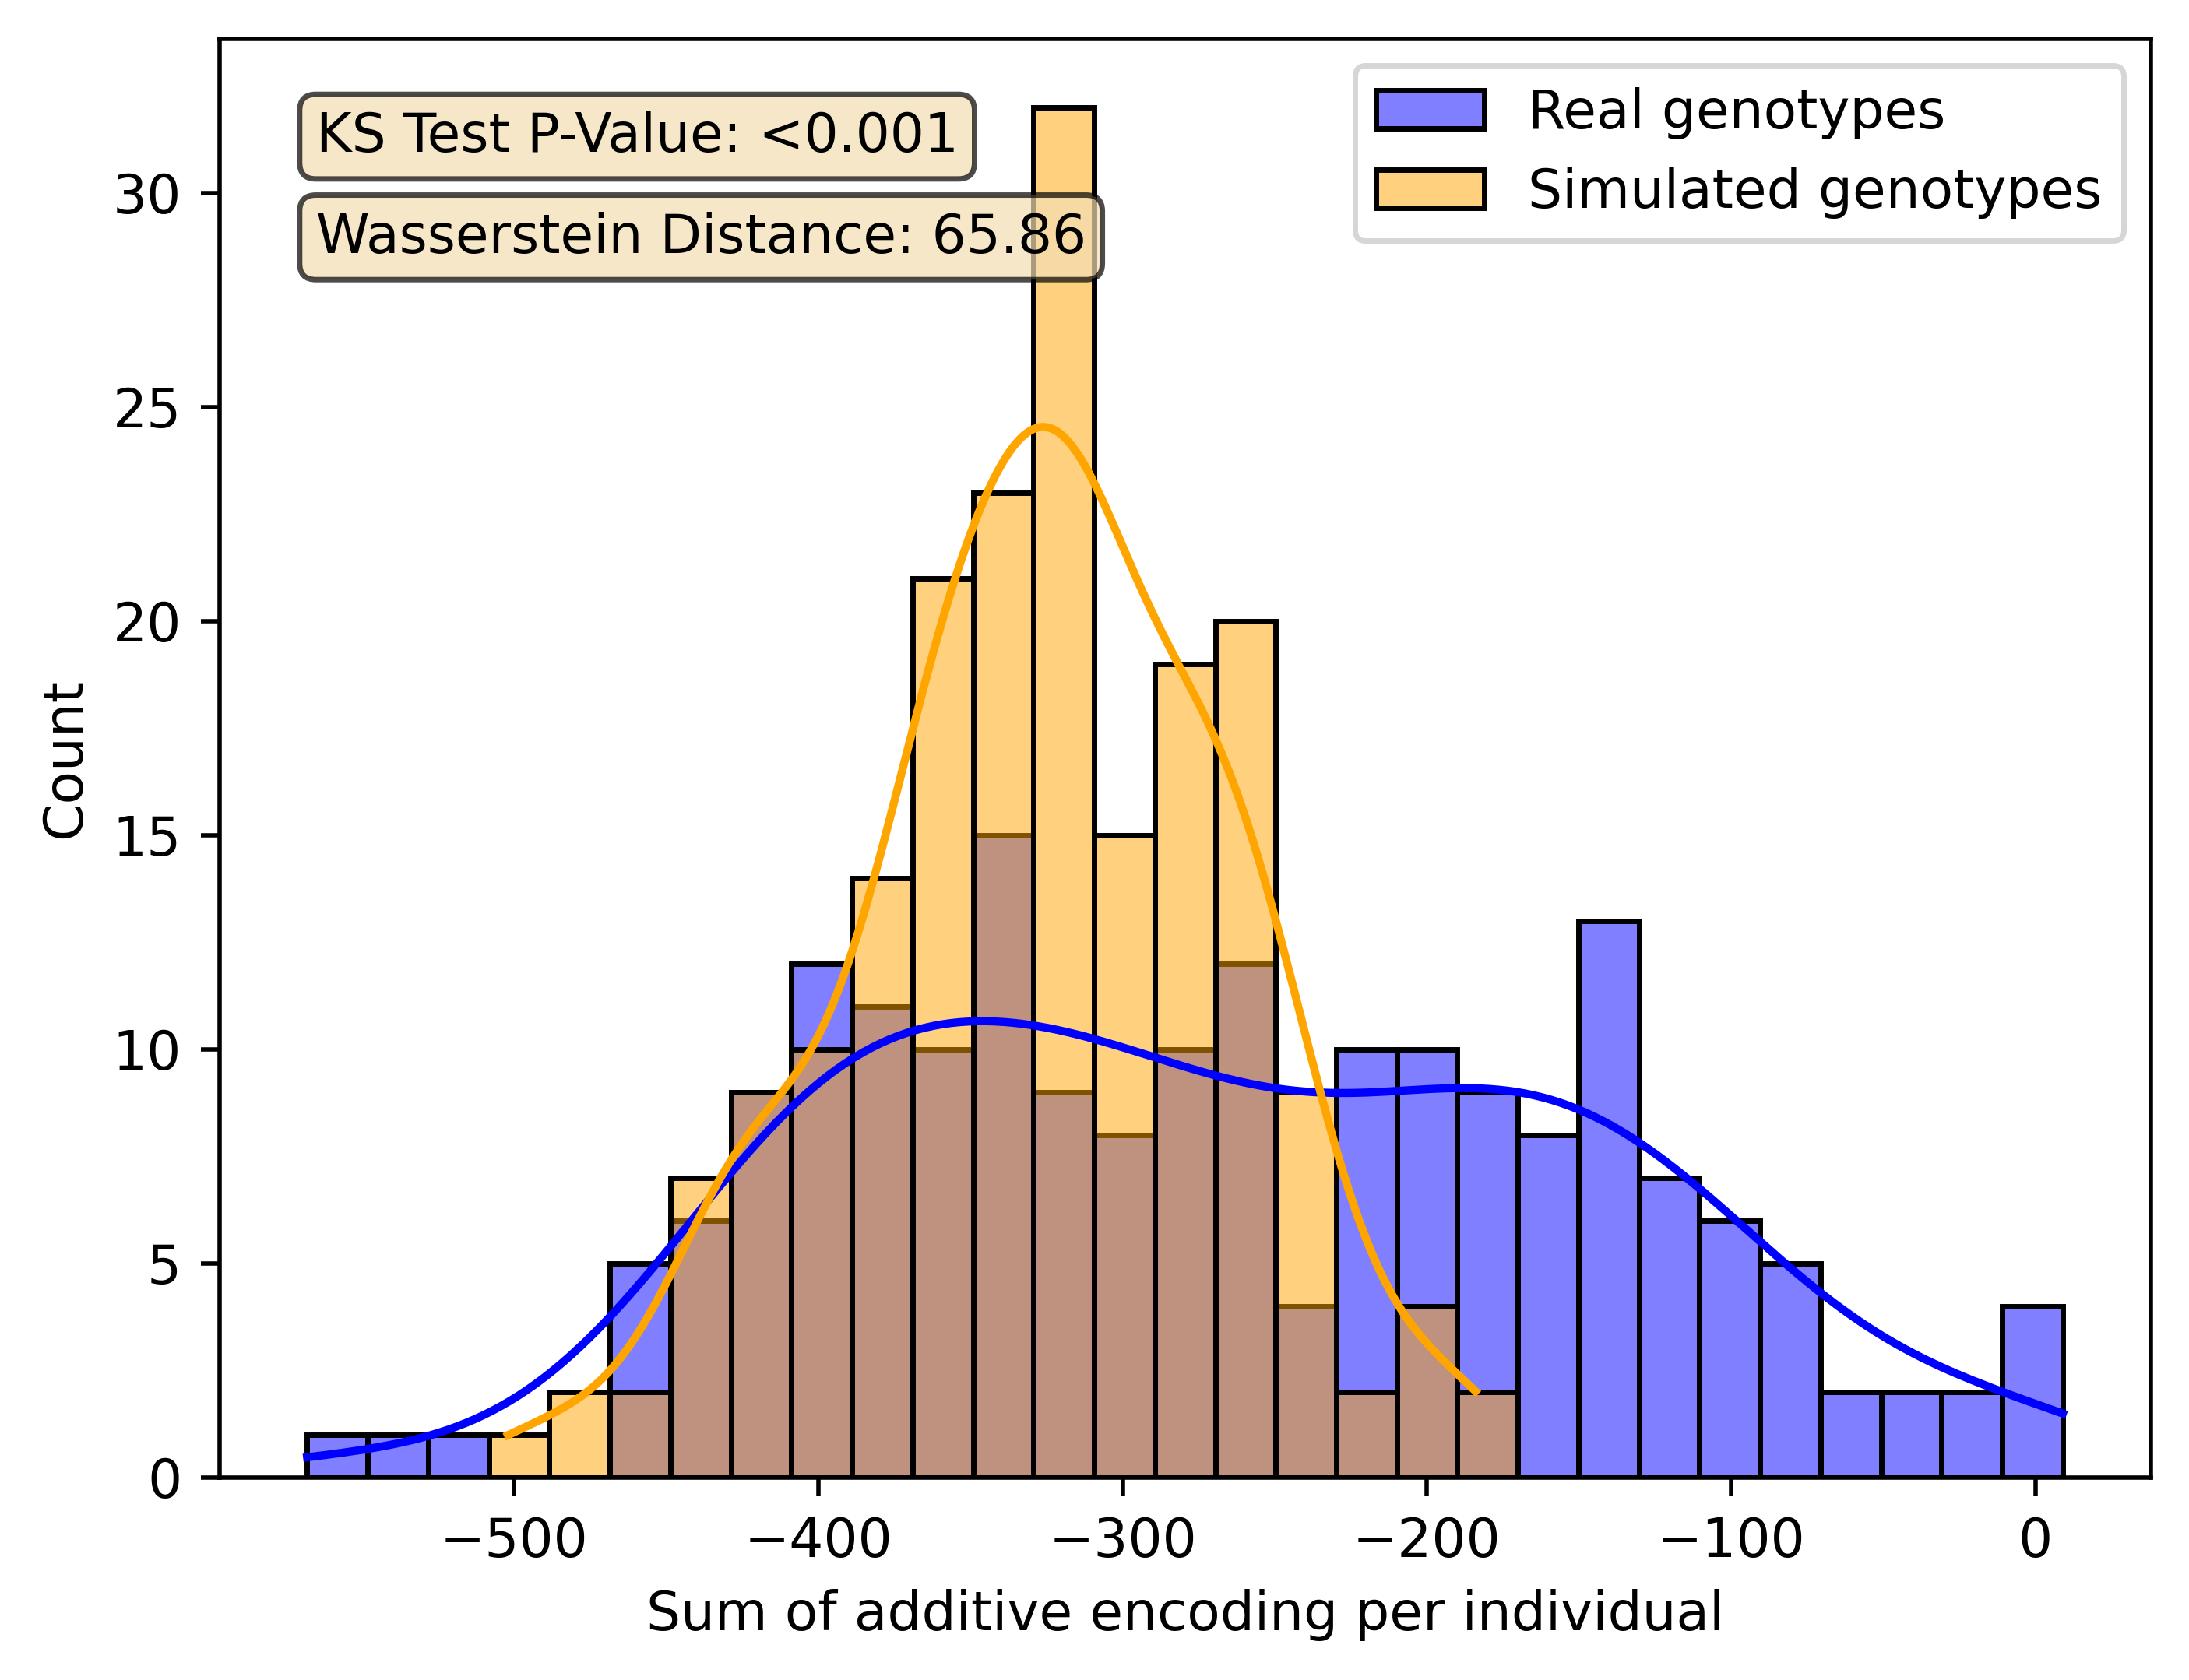 KS Test P-Value: <0.001
Wasserstein Distance: 65.86
Real genotypes
Simulated genotypes
Count
30
25
20
15
10
5
0
−500 −400 −300 −200 −100 0
Sum of additive encoding per individual